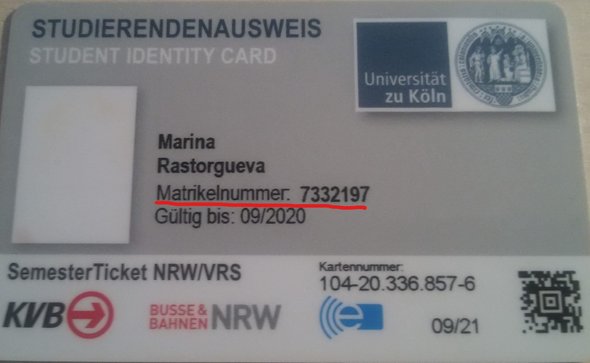 STUDIERENDENAUSWEIS
STUDENT IDENTITY CARD
Universität
zu Köln
Marina
Rastorgueva
Matrikelnummer: 7332197
Gültig bis: 09/2020
SemesterTicket NRW/VRS
Kartennummer:
104-20.336.857-6
KVB
BUSSE &
BAHNEN NRW
e
09/21